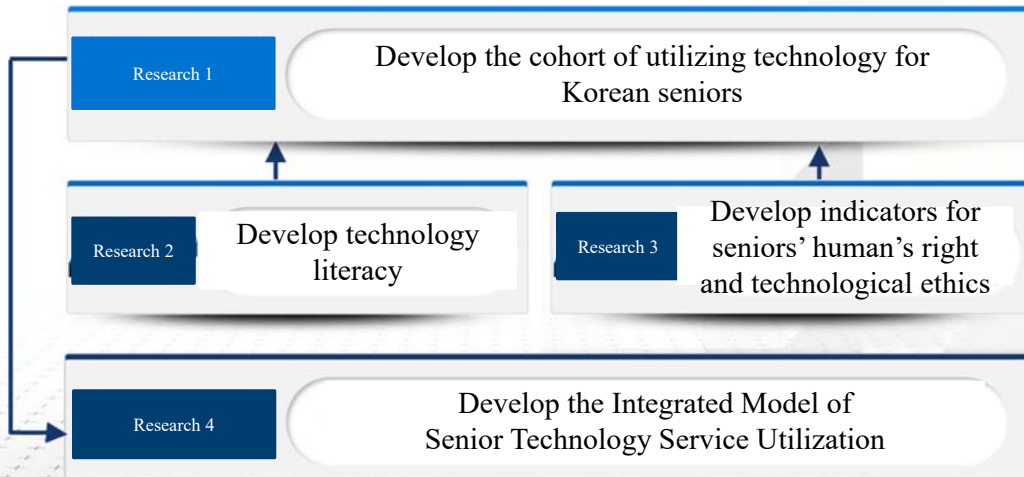 Research 1
Develop the cohort of utilizing technology for
Korean seniors
Research 2
Develop technology
literacy
Research 3
Develop indicators for
seniors’ human’s right
and technological ethics
Research 4
Develop the Integrated Model of
Senior Technology Service Utilization